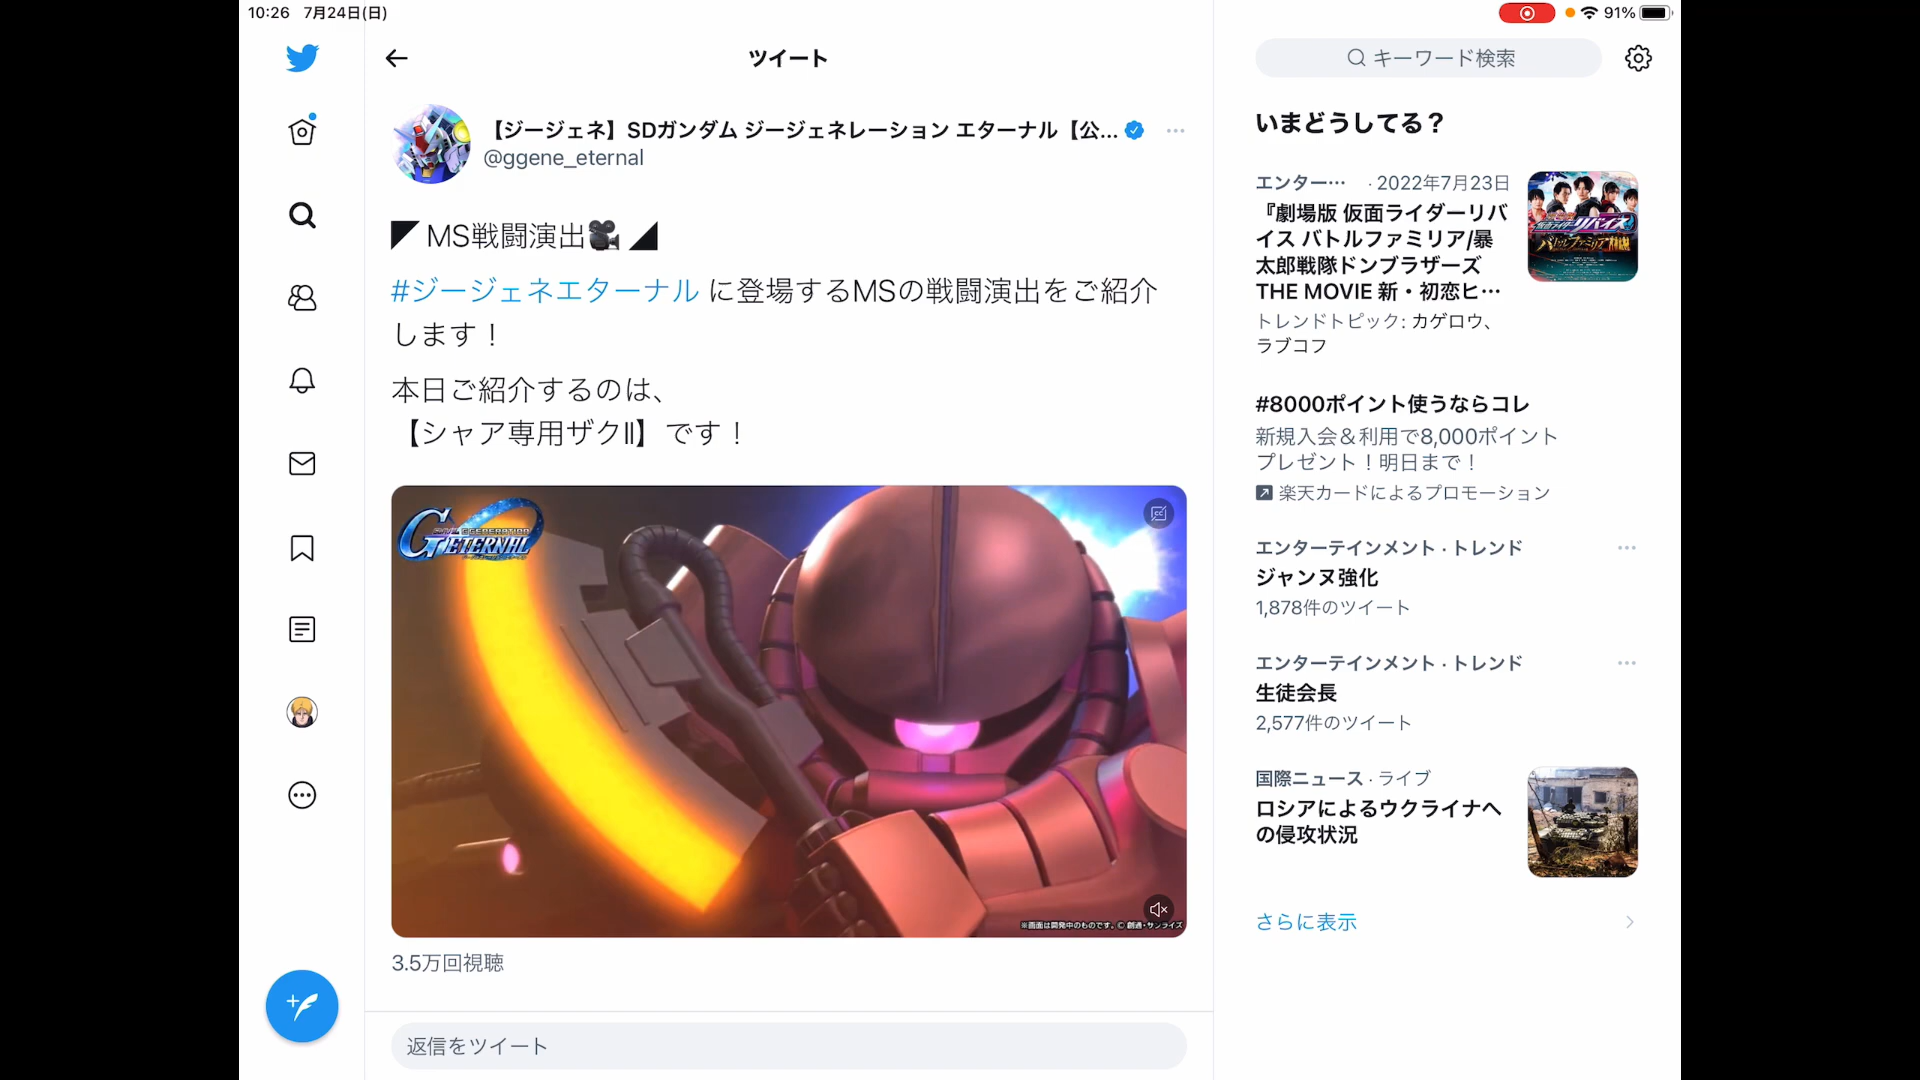 10:26 7月24日(日)
91%
ツイート
キーワード検索
【ジージェネ】SDガンダム ジージェネレーション エターナル【公...
@ggene_eternal
◤ MS戦闘演出🎥 ◢
#ジージェネエターナル に登場するMSの戦闘演出をご紹介
します！
本日ご紹介するのは、
【シャア専用ザクII】です！
GGENERATION
ETERNAL
※画面は開発中のものです。© 創通・サンライズ
3.5万回視聴
返信をツイート
いまどうしてる？
エンター… · 2022年7月23日
『劇場版 仮面ライダーリバ
イス バトルファミリア/暴
太郎戦隊ドンブラザーズ
THE MOVIE 新・初恋ヒ…
トレンドトピック: カゲロウ、
ラブコフ
リバイス
バトルファミリア
#8000ポイント使うならコレ
新規入会＆利用で8,000ポイント
プレゼント！明日まで！
楽天カードによるプロモーション
エンターテインメント · トレンド
ジャンヌ強化
1,878件のツイート
エンターテインメント · トレンド
生徒会長
2,577件のツイート
国際ニュース · ライブ
ロシアによるウクライナへ
の侵攻状況
さらに表示